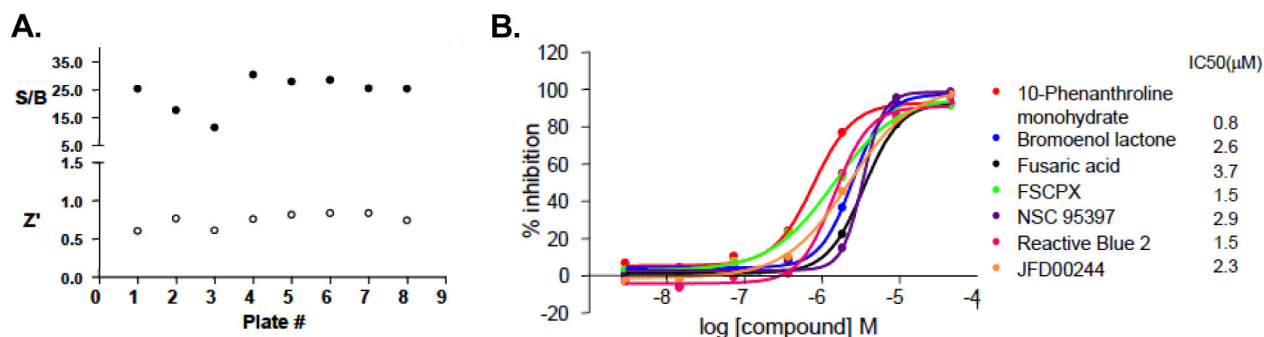 A.
S/B
35.0
25.0
15.0
5.0
1.5
Z'
1.0
0.5
0.0
0 1 2 3 4 5 6 7 8 9
Plate #
B.
% inhibition
120
100
80
60
40
20
0
-20
-8 -7 -6 -5 -4
log [compound] M
IC50(μM)
10-Phenanthroline
monohydrate 0.8
Bromoenol lactone 2.6
Fusaric acid 3.7
FSCPX 1.5
NSC 95397 2.9
Reactive Blue 2 1.5
JFD00244 2.3